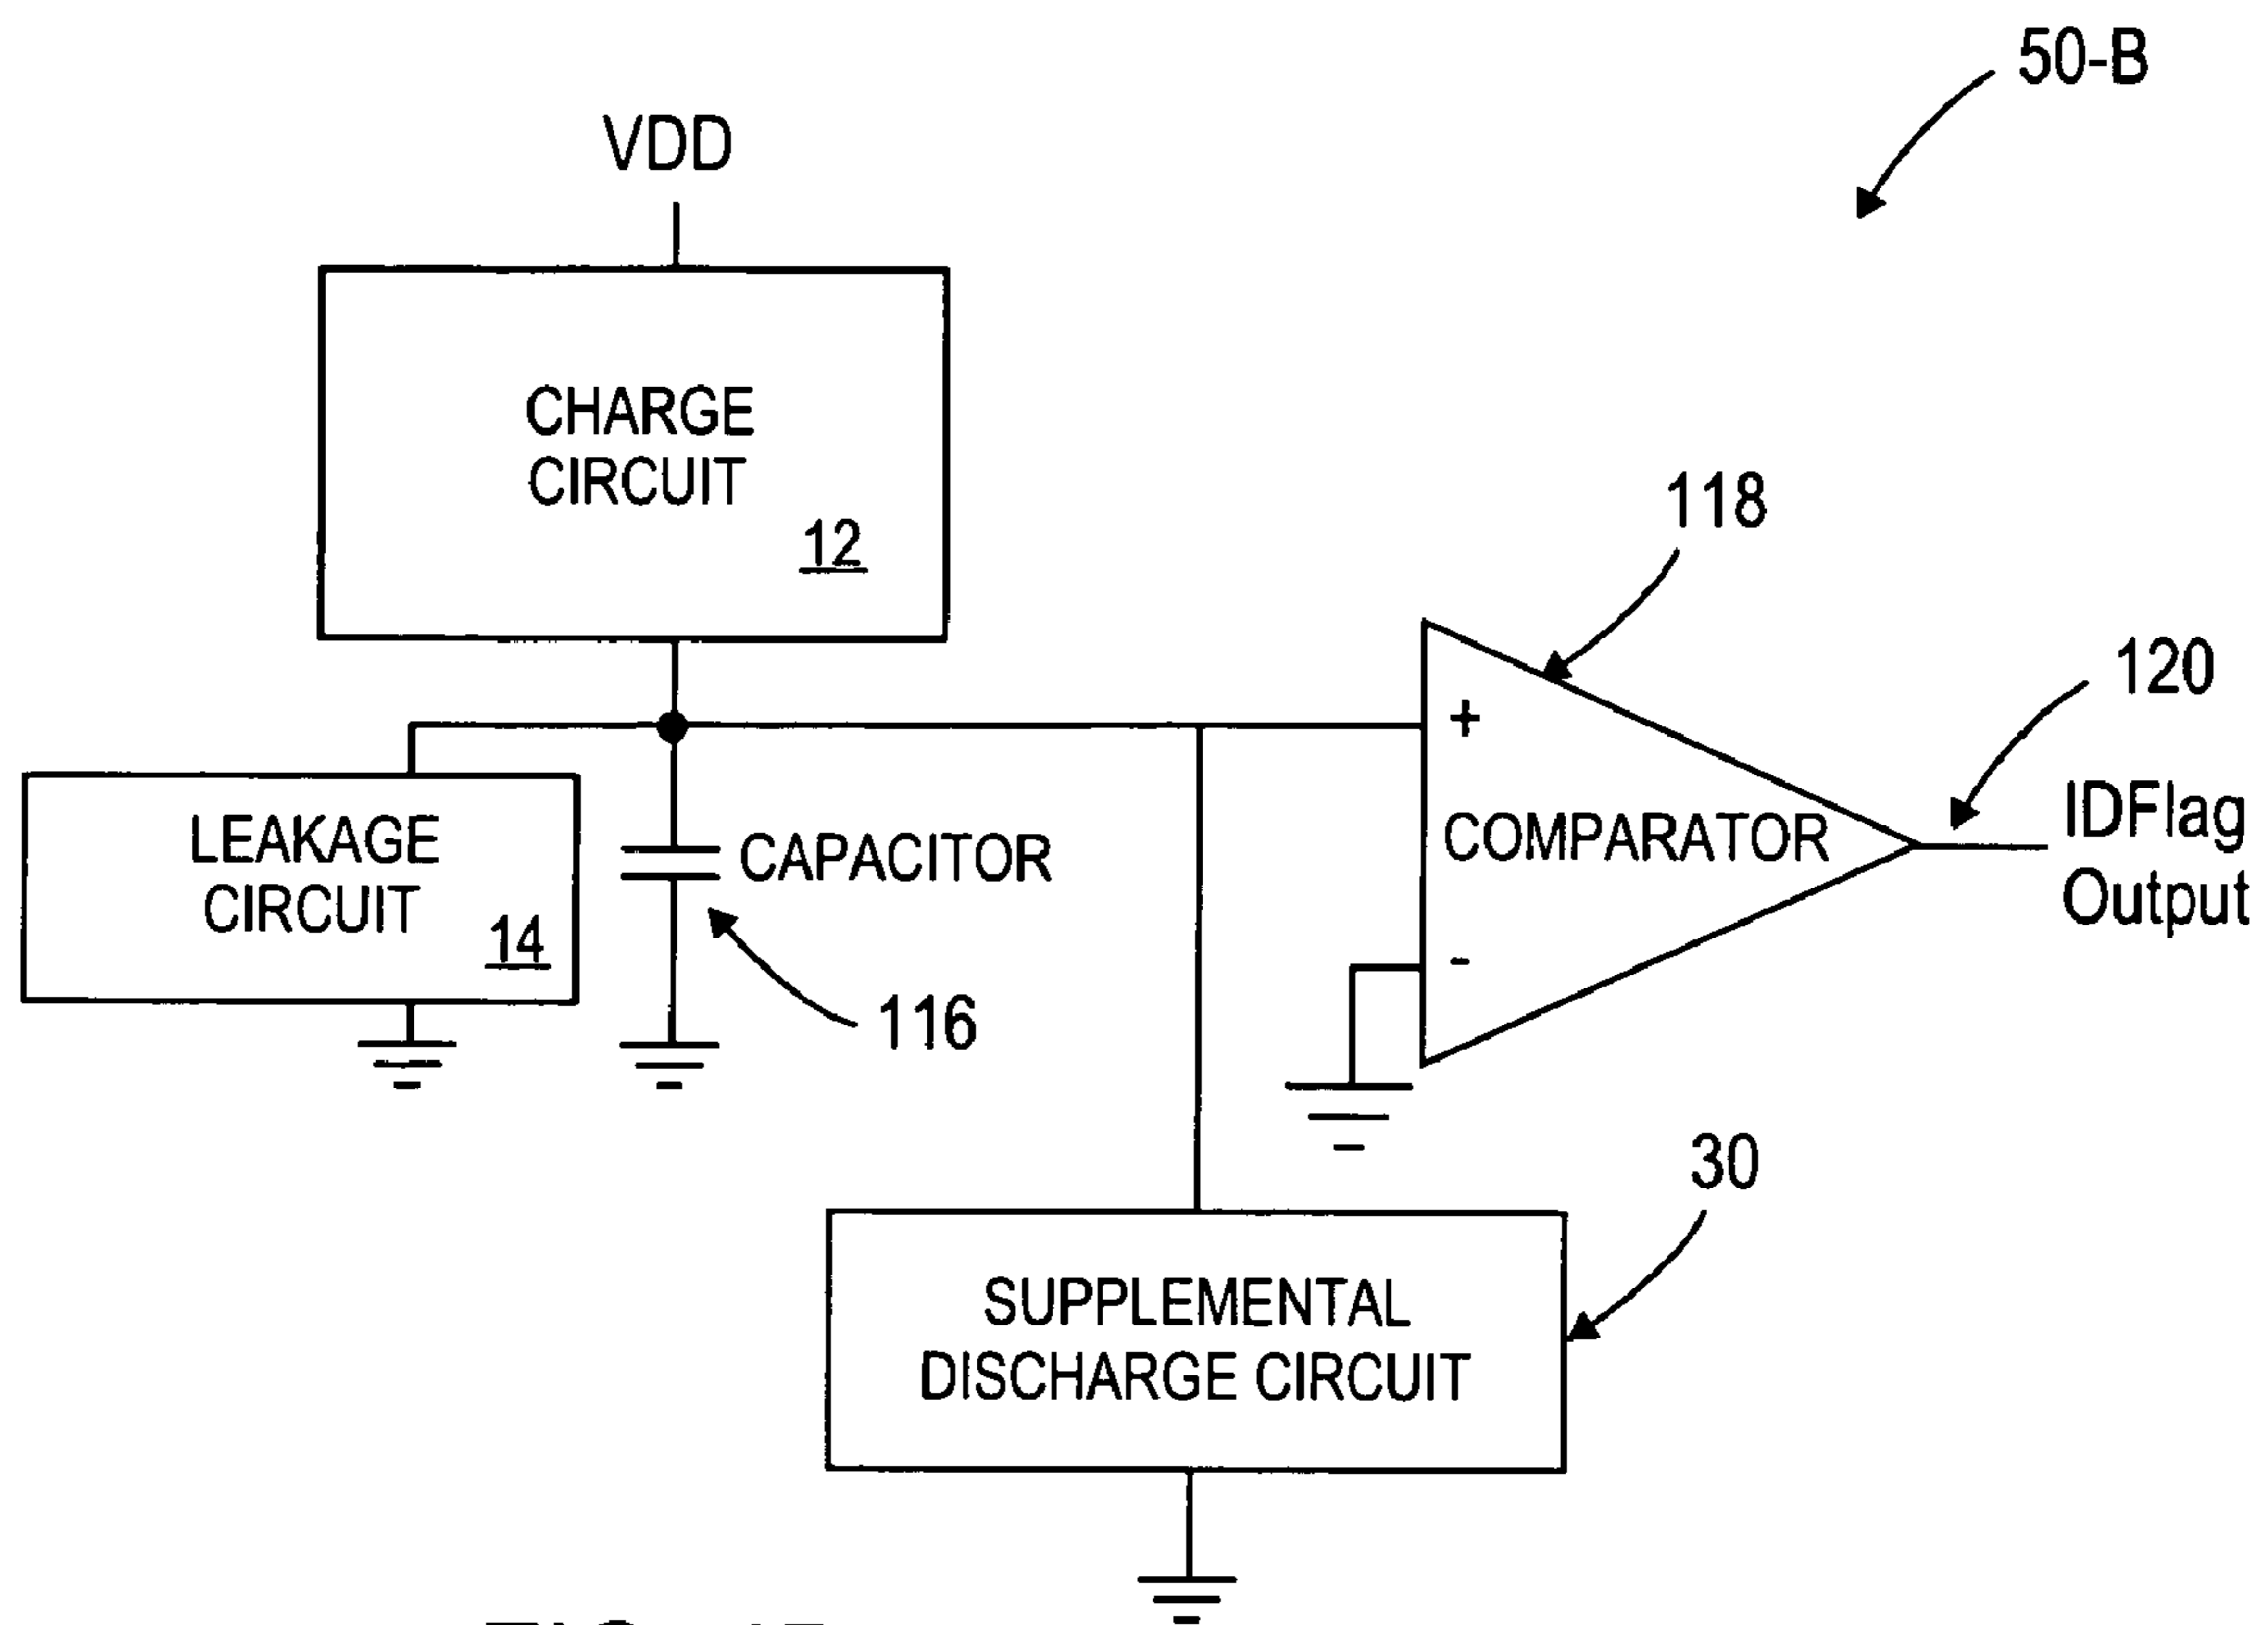 50-B
VDD
CHARGE
CIRCUIT
12
118
120
+
COMPARATOR
-
IDFlag
Output
LEAKAGE
CIRCUIT
14
CAPACITOR
116
30
SUPPLEMENTAL
DISCHARGE CIRCUIT